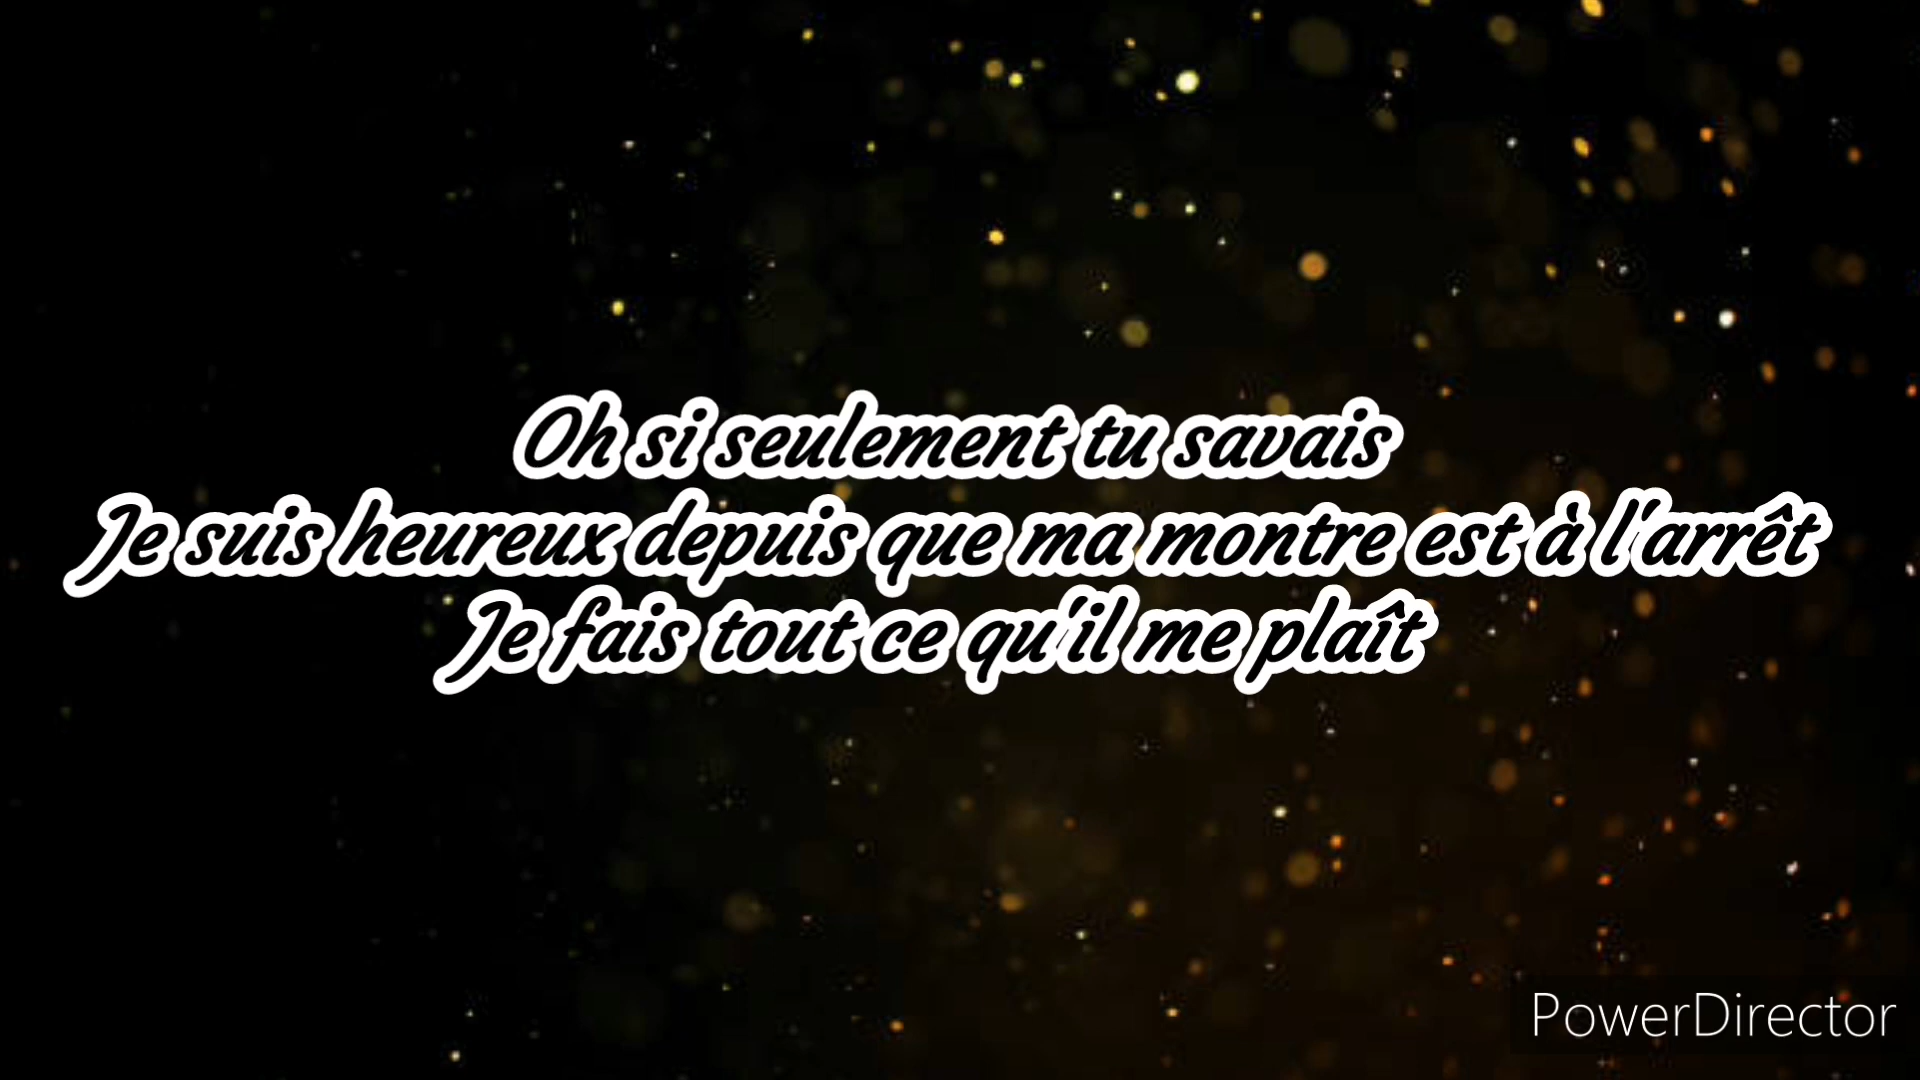 Oh si seulement tu savais
Je suis heureux depuis que ma montre est à l'arrêt
Je fais tout ce qu'il me plaît
PowerDirector